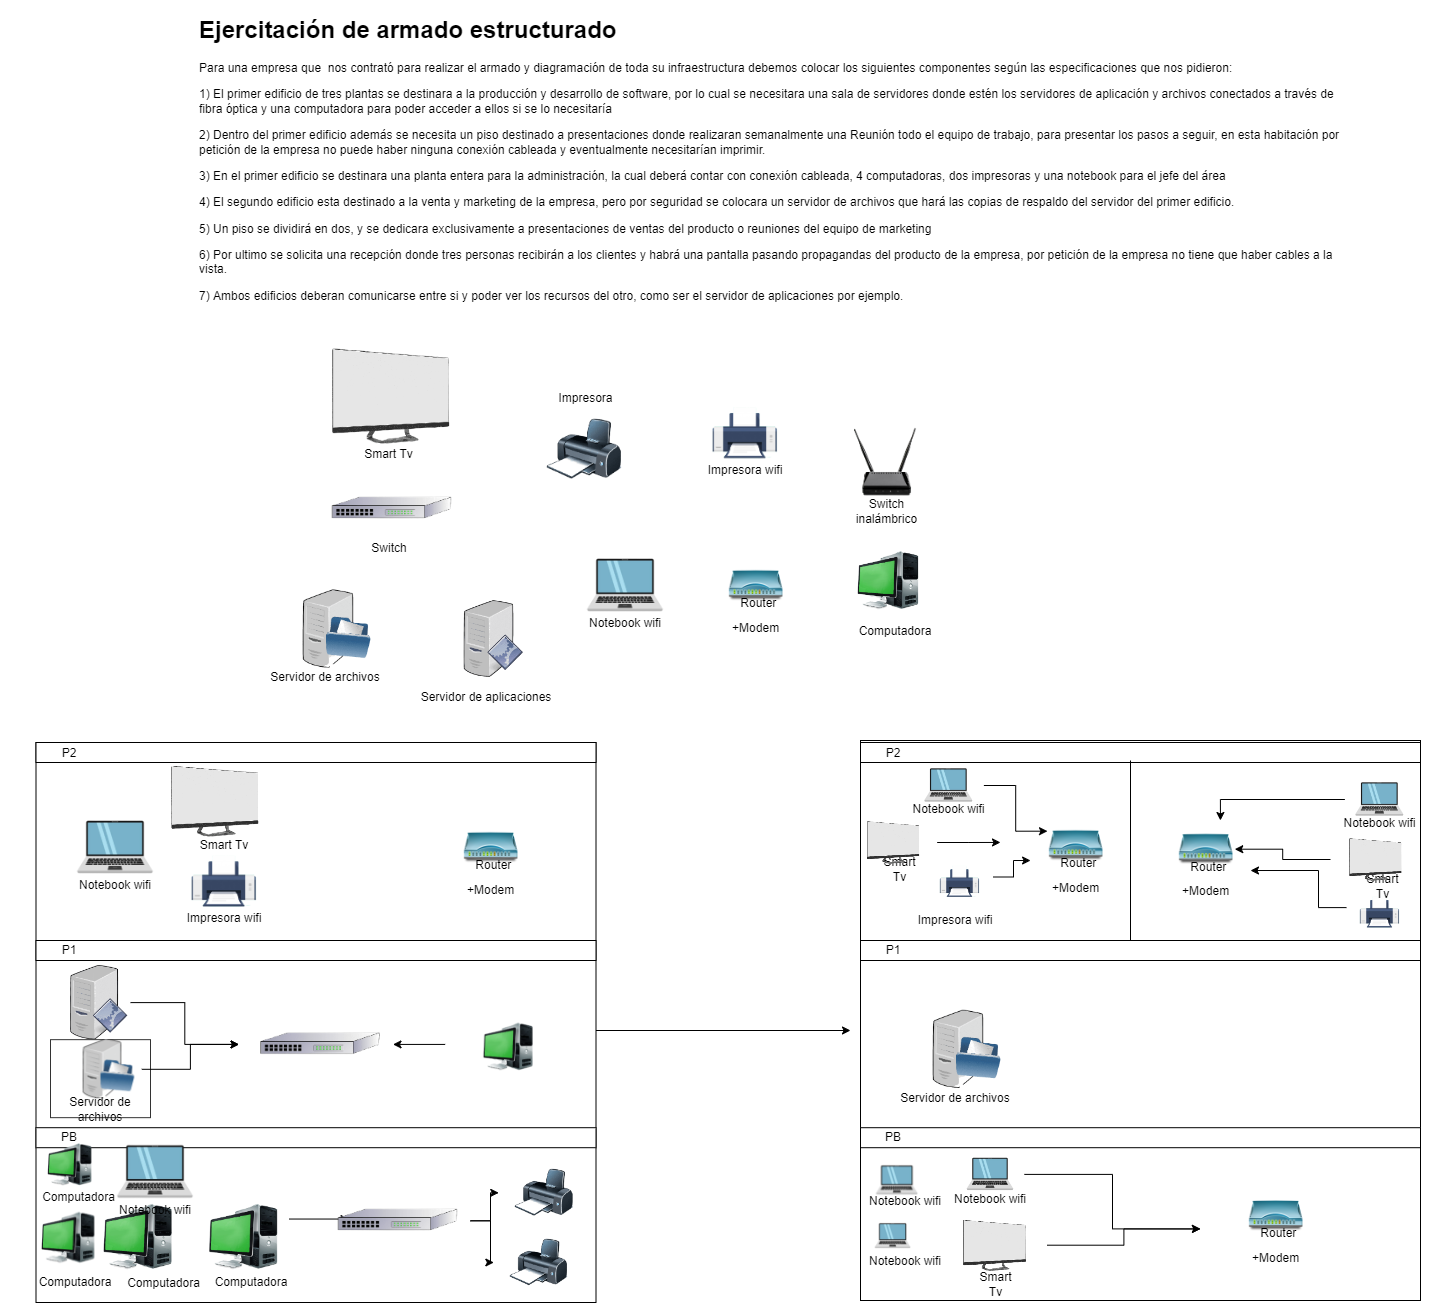 Ejercitación de armado estructurado
Para una empresa que  nos contrató para realizar el armado y diagramación de toda su infraestructura debemos colocar los siguientes componentes según las especificaciones que nos pidieron:
1) El primer edificio de tres plantas se destinara a la producción y desarrollo de software, por lo cual se necesitara una sala de servidores donde estén los servidores de aplicación y archivos conectados a través de
fibra óptica y una computadora para poder acceder a ellos si se lo necesitaría
2) Dentro del primer edificio además se necesita un piso destinado a presentaciones donde realizaran semanalmente una Reunión todo el equipo de trabajo, para presentar los pasos a seguir, en esta habitación por
petición de la empresa no puede haber ninguna conexión cableada y eventualmente necesitarían imprimir.
3) En el primer edificio se destinara una planta entera para la administración, la cual deberá contar con conexión cableada, 4 computadoras, dos impresoras y una notebook para el jefe del área
4) El segundo edificio esta destinado a la venta y marketing de la empresa, pero por seguridad se colocara un servidor de archivos que hará las copias de respaldo del servidor del primer edificio.
5) Un piso se dividirá en dos, y se dedicara exclusivamente a presentaciones de ventas del producto o reuniones del equipo de marketing
6) Por ultimo se solicita una recepción donde tres personas recibirán a los clientes y habrá una pantalla pasando propagandas del producto de la empresa, por petición de la empresa no tiene que haber cables a la
vista.
7) Ambos edificios deberan comunicarse entre si y poder ver los recursos del otro, como ser el servidor de aplicaciones por ejemplo.
Smart Tv
Impresora
Impresora wifi
Switch
inalámbrico
Switch
Notebook wifi
Router
+Modem
Computadora
Servidor de archivos
Servidor de aplicaciones
P2
Smart Tv
Notebook wifi
Impresora wifi
Router
+Modem
P1
Servidor de
archivos
PB
Computadora
Notebook wifi
Computadora
Computadora
Computadora
P2
Notebook wifi
Smart
Tv
Impresora wifi
Router
+Modem
Notebook wifi
Router
+Modem
Smart
Tv
P1
Servidor de archivos
PB
Notebook wifi
Notebook wifi
Notebook wifi
Smart
Tv
Router
+Modem